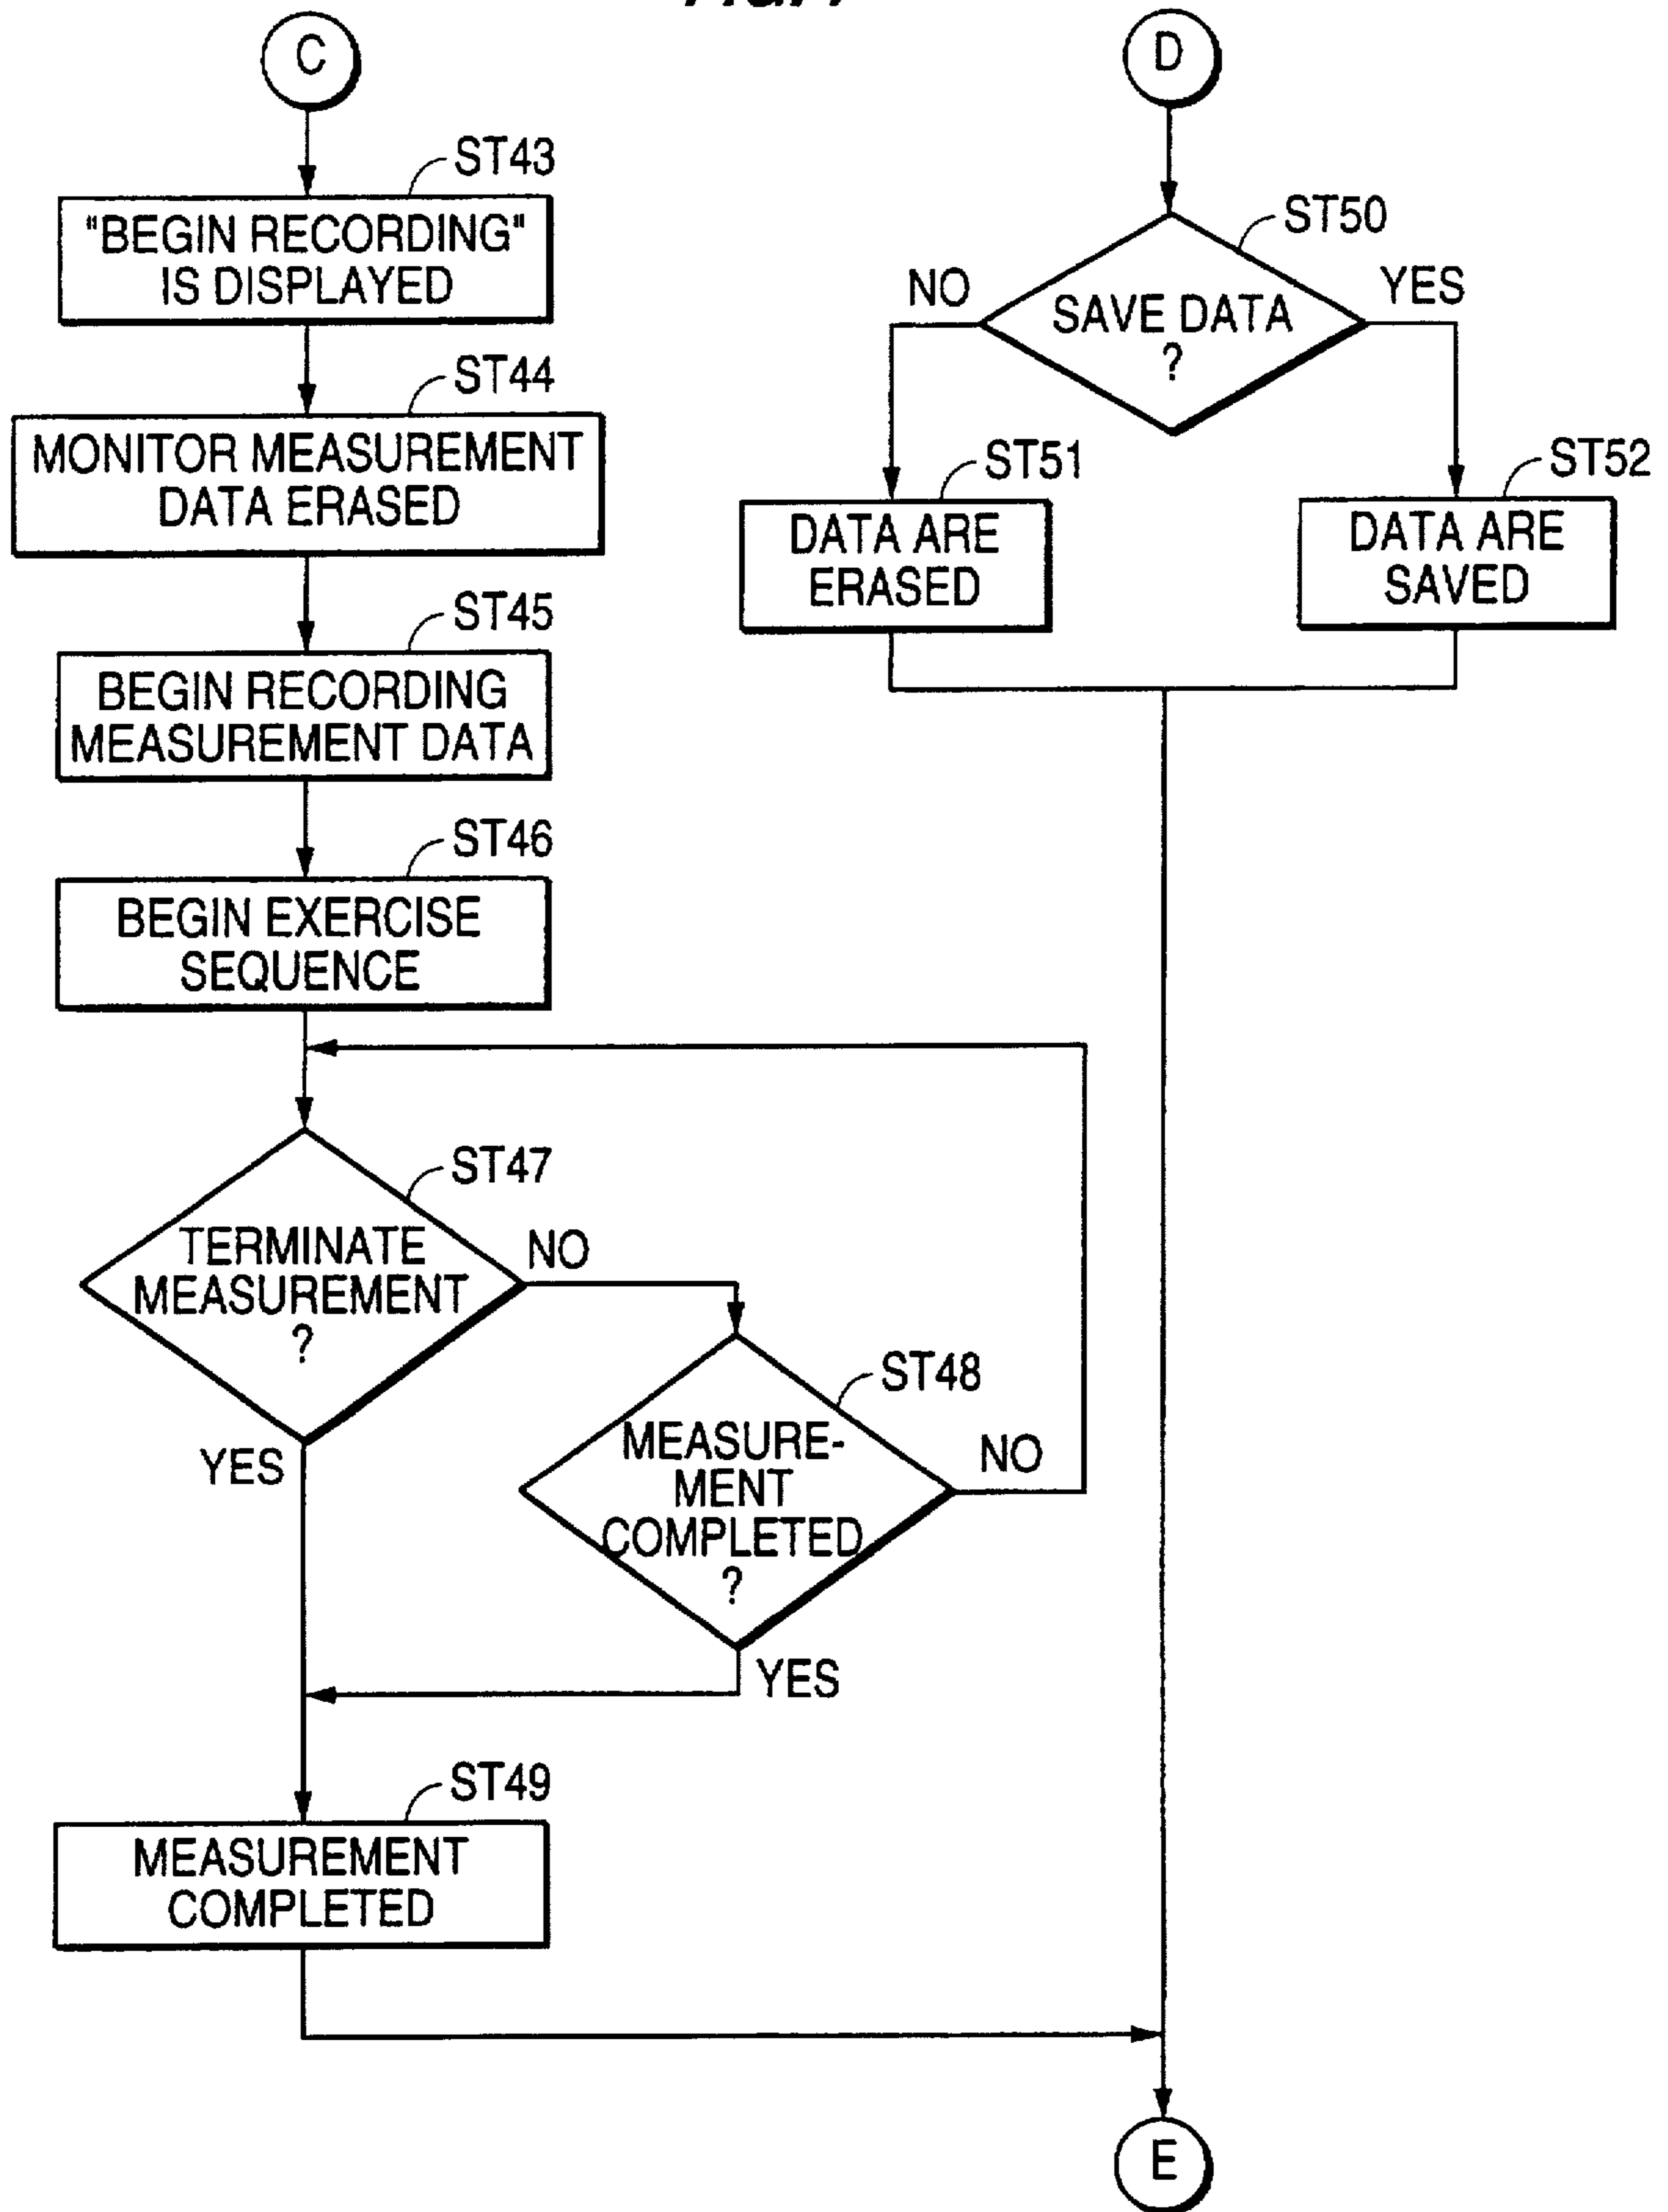 C
ST43
"BEGIN RECORDING"
IS DISPLAYED
ST44
MONITOR MEASUREMENT
DATA ERASED
ST45
BEGIN RECORDING
MEASUREMENT DATA
ST46
BEGIN EXERCISE
SEQUENCE
ST47
TERMINATE
MEASUREMENT
?
NO
YES
ST48
MEASURE-
MENT
COMPLETED
?
NO
YES
ST49
MEASUREMENT
COMPLETED
D
ST50
SAVE DATA
?
NO
YES
ST51
DATA ARE
ERASED
ST52
DATA ARE
SAVED
E